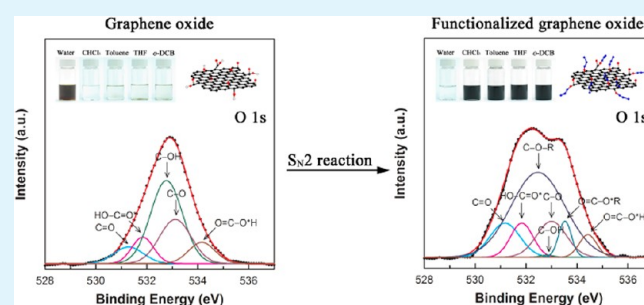 Graphene oxide
Water CHCl₃ Toluene THF o-DCB
O 1s
C–OH
C–O
HO–C=O*
C=O
O=C–O*H
Intensity (a.u.)
528 530 532 534 536
Binding Energy (eV)
S_N2 reaction
Functionalized graphene oxide
Water CHCl₃ Toluene THF o-DCB
O 1s
C–O–R
HO–C=O* C–O
O=C–O*R
C=O
O=C–O*H
C–OH
Intensity (a.u.)
528 530 532 534 536
Binding Energy (eV)